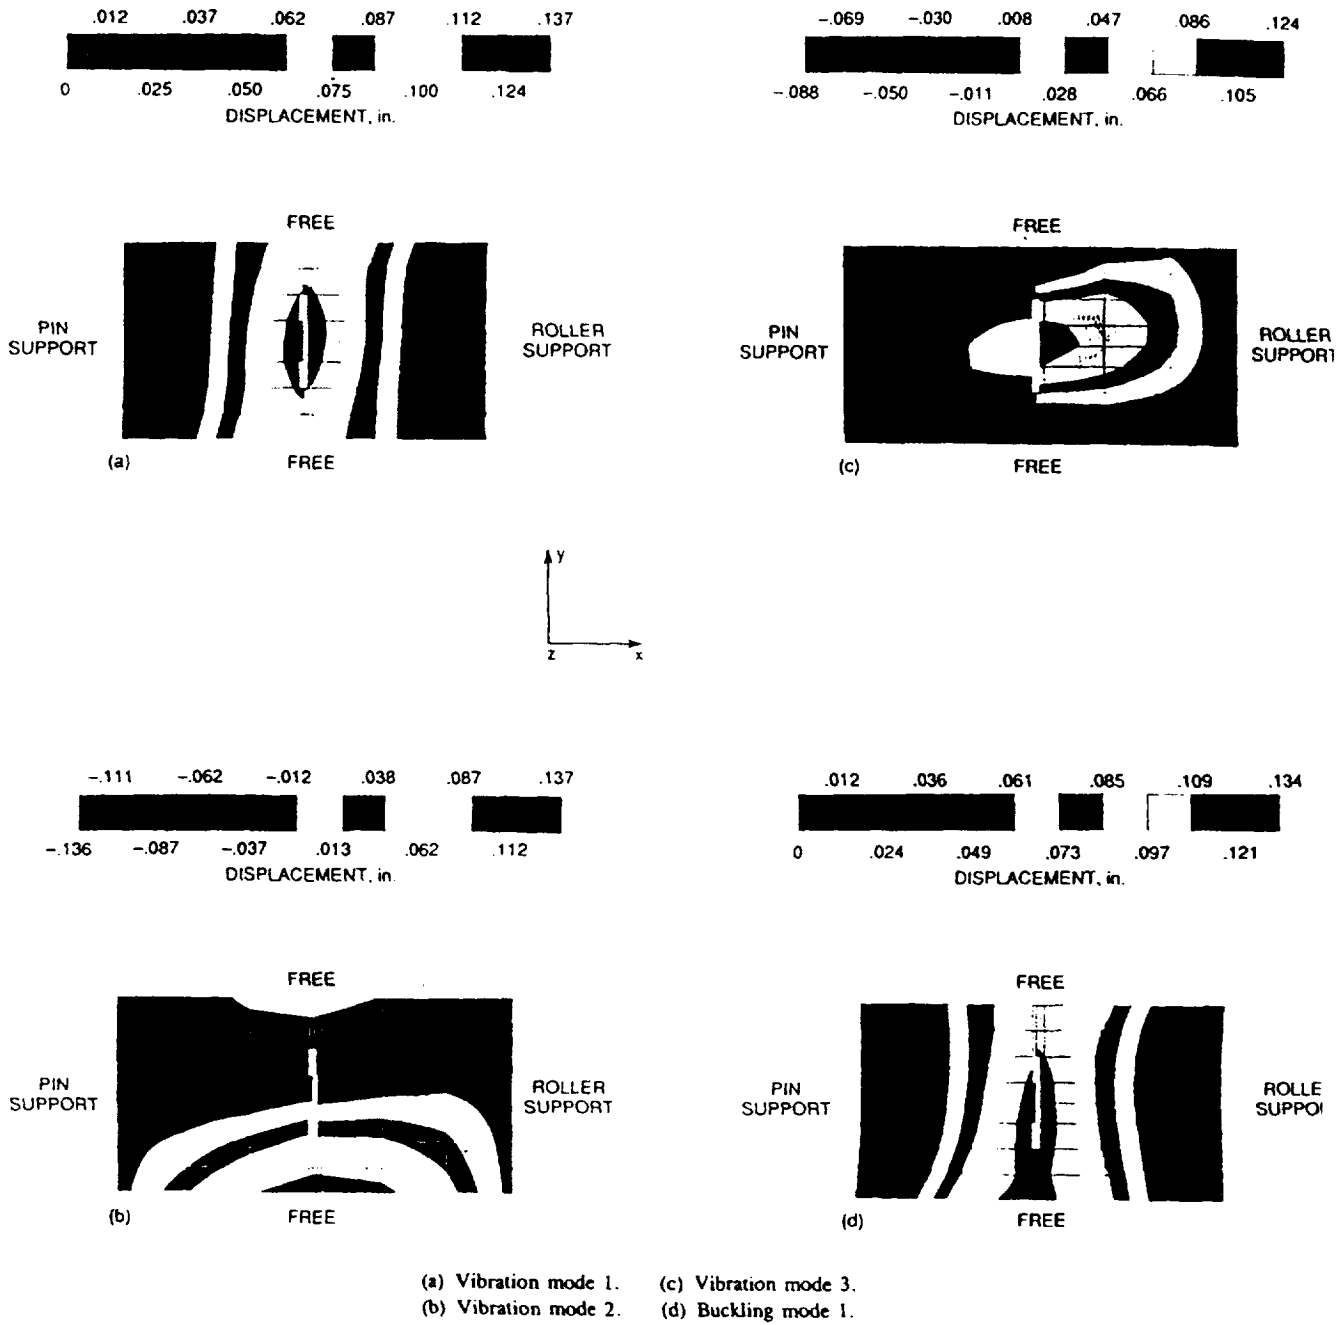 .012 .037 .062 .087 .112 .137
0 .025 .050 .075 .100 .124
DISPLACEMENT, in.
FREE
PIN
SUPPORT
ROLLER
SUPPORT
(a)
FREE
-.069 -.030 .008 .047 .086 .124
-.088 -.050 -.011 .028 .066 .105
DISPLACEMENT, in.
FREE
PIN
SUPPORT
ROLLER
SUPPORT
(c)
FREE
y
z x
-.111 -.062 -.012 .038 .087 .137
-.136 -.087 -.037 .013 .062 .112
DISPLACEMENT, in.
FREE
PIN
SUPPORT
ROLLER
SUPPORT
(b)
FREE
.012 .036 .061 .085 .109 .134
0 .024 .049 .073 .097 .121
DISPLACEMENT, in.
FREE
PIN
SUPPORT
ROLLE
SUPPO
(d)
FREE
(a) Vibration mode 1. (c) Vibration mode 3.
(b) Vibration mode 2. (d) Buckling mode 1.